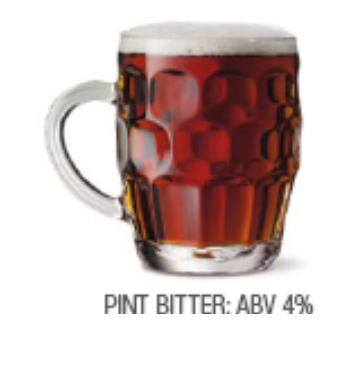 PINT BITTER: ABV 4%